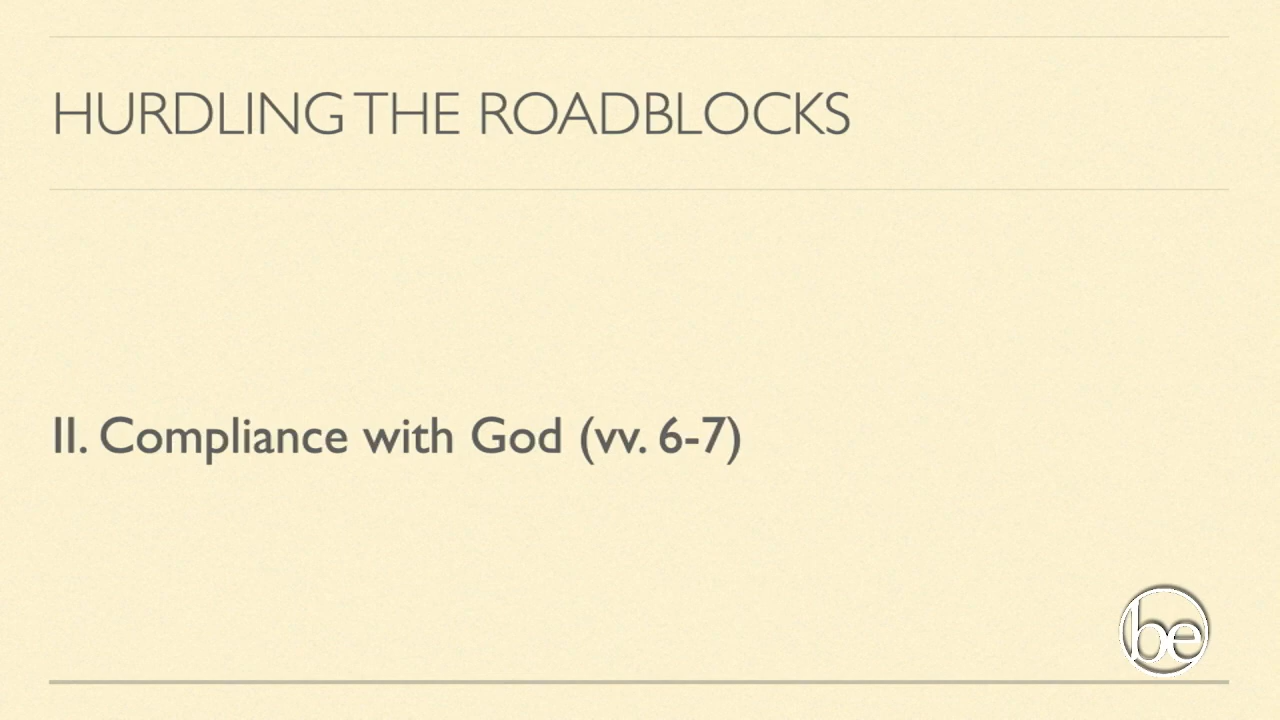 HURDLING THE ROADBLOCKS
II. Compliance with God (vv. 6-7)
be